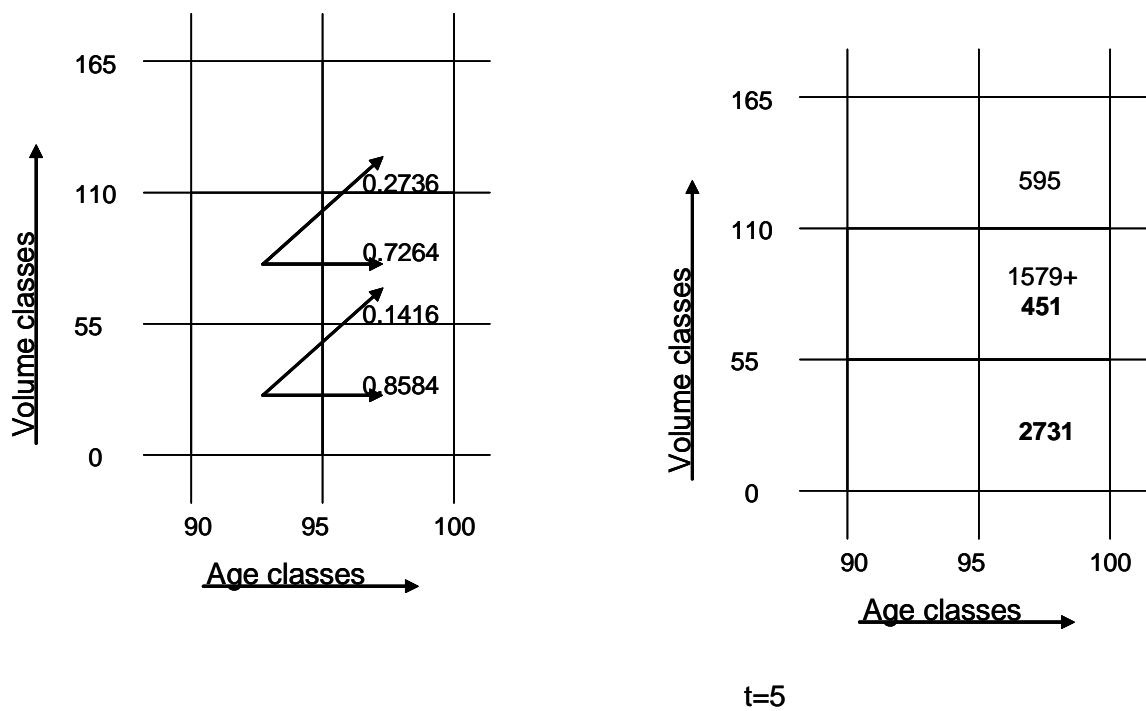 165
0.2736
110
0.7264
0.1416
55
0.8584
0
Volume classes
90 95 100
Age classes
165
595
110
1579+
451
55
2731
0
Volume classes
90 95 100
Age classes
t=5